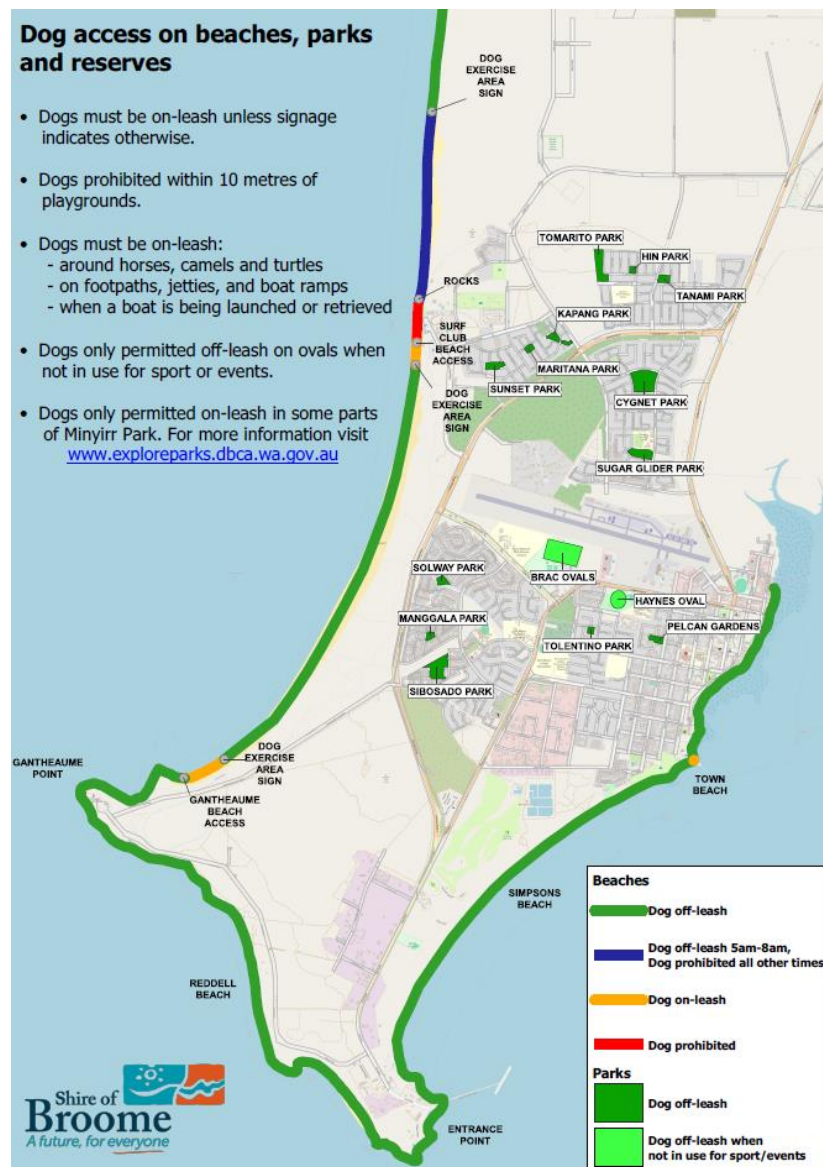 Dog access on beaches, parks
and reserves
• Dogs must be on-leash unless signage
indicates otherwise.
• Dogs prohibited within 10 metres of
playgrounds.
• Dogs must be on-leash:
- around horses, camels and turtles
- on footpaths, jetties, and boat ramps
- when a boat is being launched or retrieved
• Dogs only permitted off-leash on ovals when
not in use for sport or events.
• Dogs only permitted on-leash in some parts
of Minyirr Park. For more information visit
www.exploreparks.dbca.wa.gov.au
DOG
EXERCISE
AREA
SIGN
TOMARITO PARK
HIN PARK
TANAMI PARK
ROCKS
KAPANG PARK
SURF
CLUB
BEACH
ACCESS
MARITANA PARK
SUNSET PARK
DOG
EXERCISE
AREA
SIGN
CYGNET PARK
SUGAR GLIDER PARK
SOLWAY PARK
BRAC OVALS
HAYNES OVAL
MANGGALA PARK
PELCAN GARDENS
TOLENTINO PARK
SIBOSADO PARK
GANTHEAUME
POINT
DOG
EXERCISE
AREA
SIGN
GANTHEAUME
BEACH
ACCESS
TOWN
BEACH
SIMPSONS
BEACH
REDDELL
BEACH
ENTRANCE
POINT
Beaches
Dog off-leash
Dog off-leash 5am-8am,
Dog prohibited all other times
Dog on-leash
Dog prohibited
Parks
Dog off-leash
Dog off-leash when
not in use for sport/events
Shire of
Broome
A future, for everyone